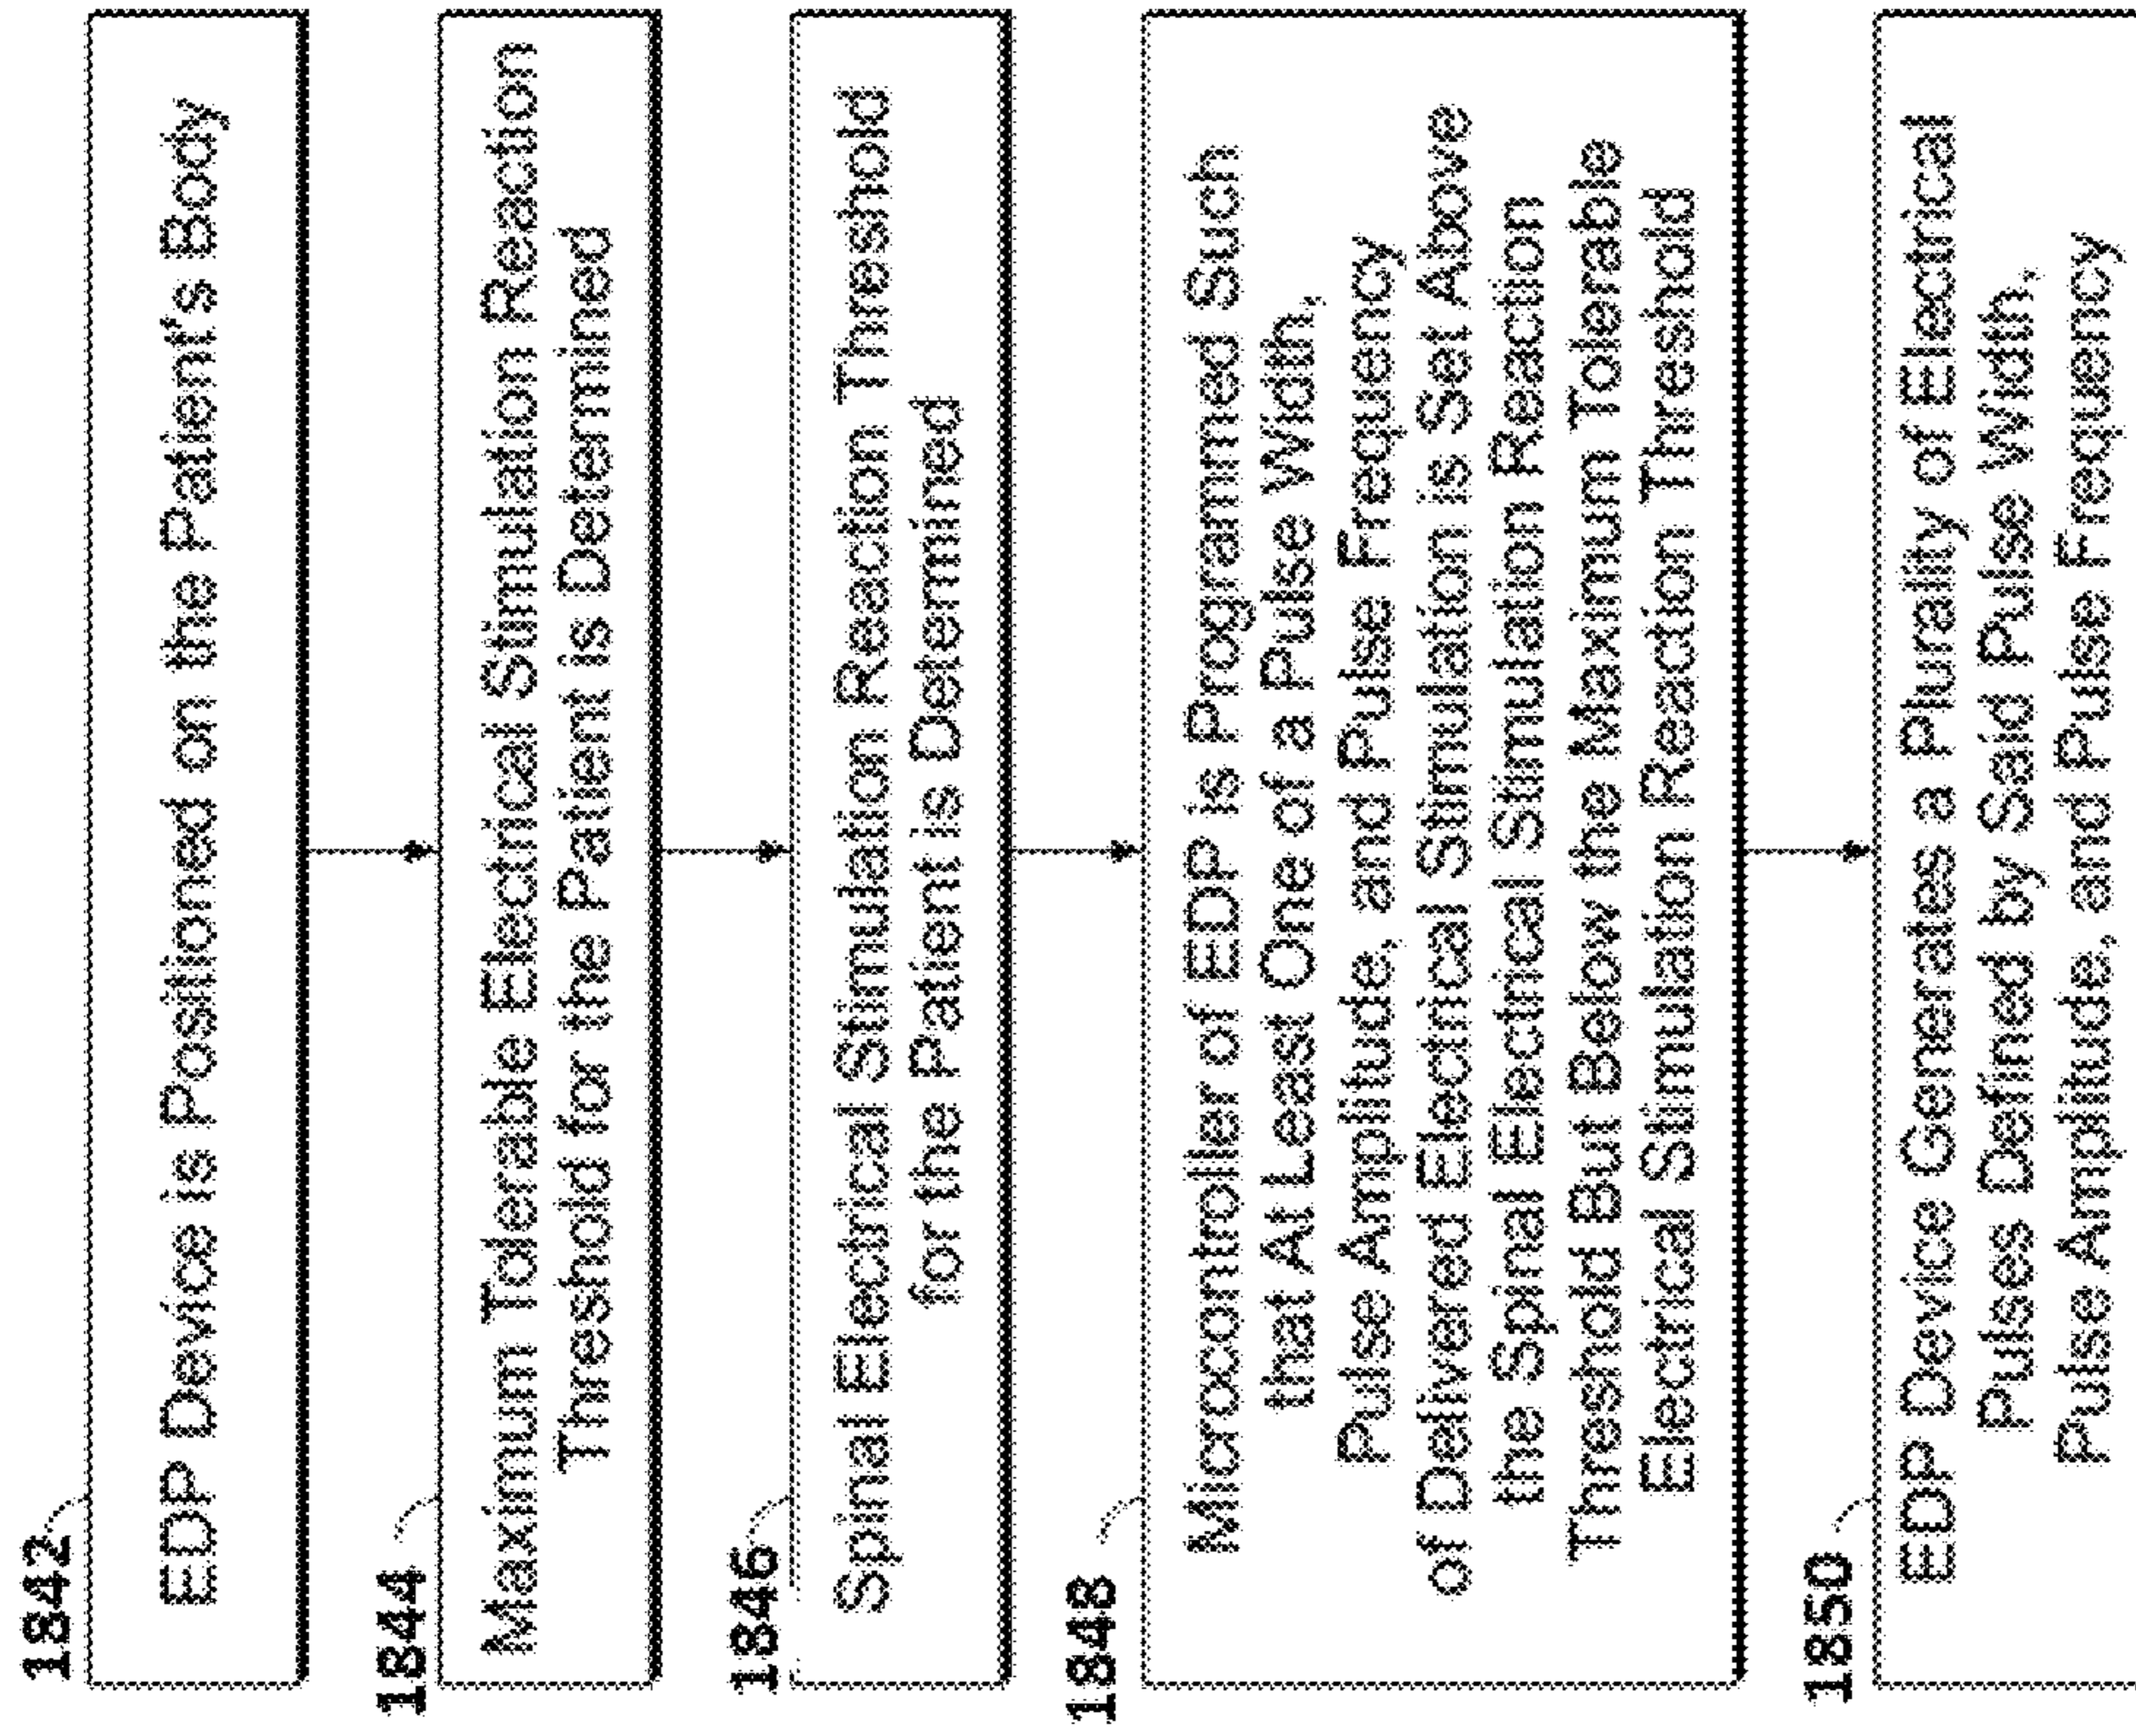 1842
EDP Device is Positioned on the Patient's Body
1844
Maximum Tolerable Electrical Stimulation Reaction
Threshold for the Patient is Determined
1846
Spinal Electrical Stimulation Reaction Threshold
for the Patient is Determined
1848
Microcontroller of EDP is Programmed Such
that At Least One of a Pulse Width,
Pulse Amplitude, and Pulse Frequency
of Delivered Electrical Stimulation is Set Above
the Spinal Electrical Stimulation Reaction
Threshold But Below the Maximum Tolerable
Electrical Stimulation Reaction Threshold
1850
EDP Device Generates a Plurality of Electrical
Pulses Defined by Said Pulse Width,
Pulse Amplitude, and Pulse Frequency